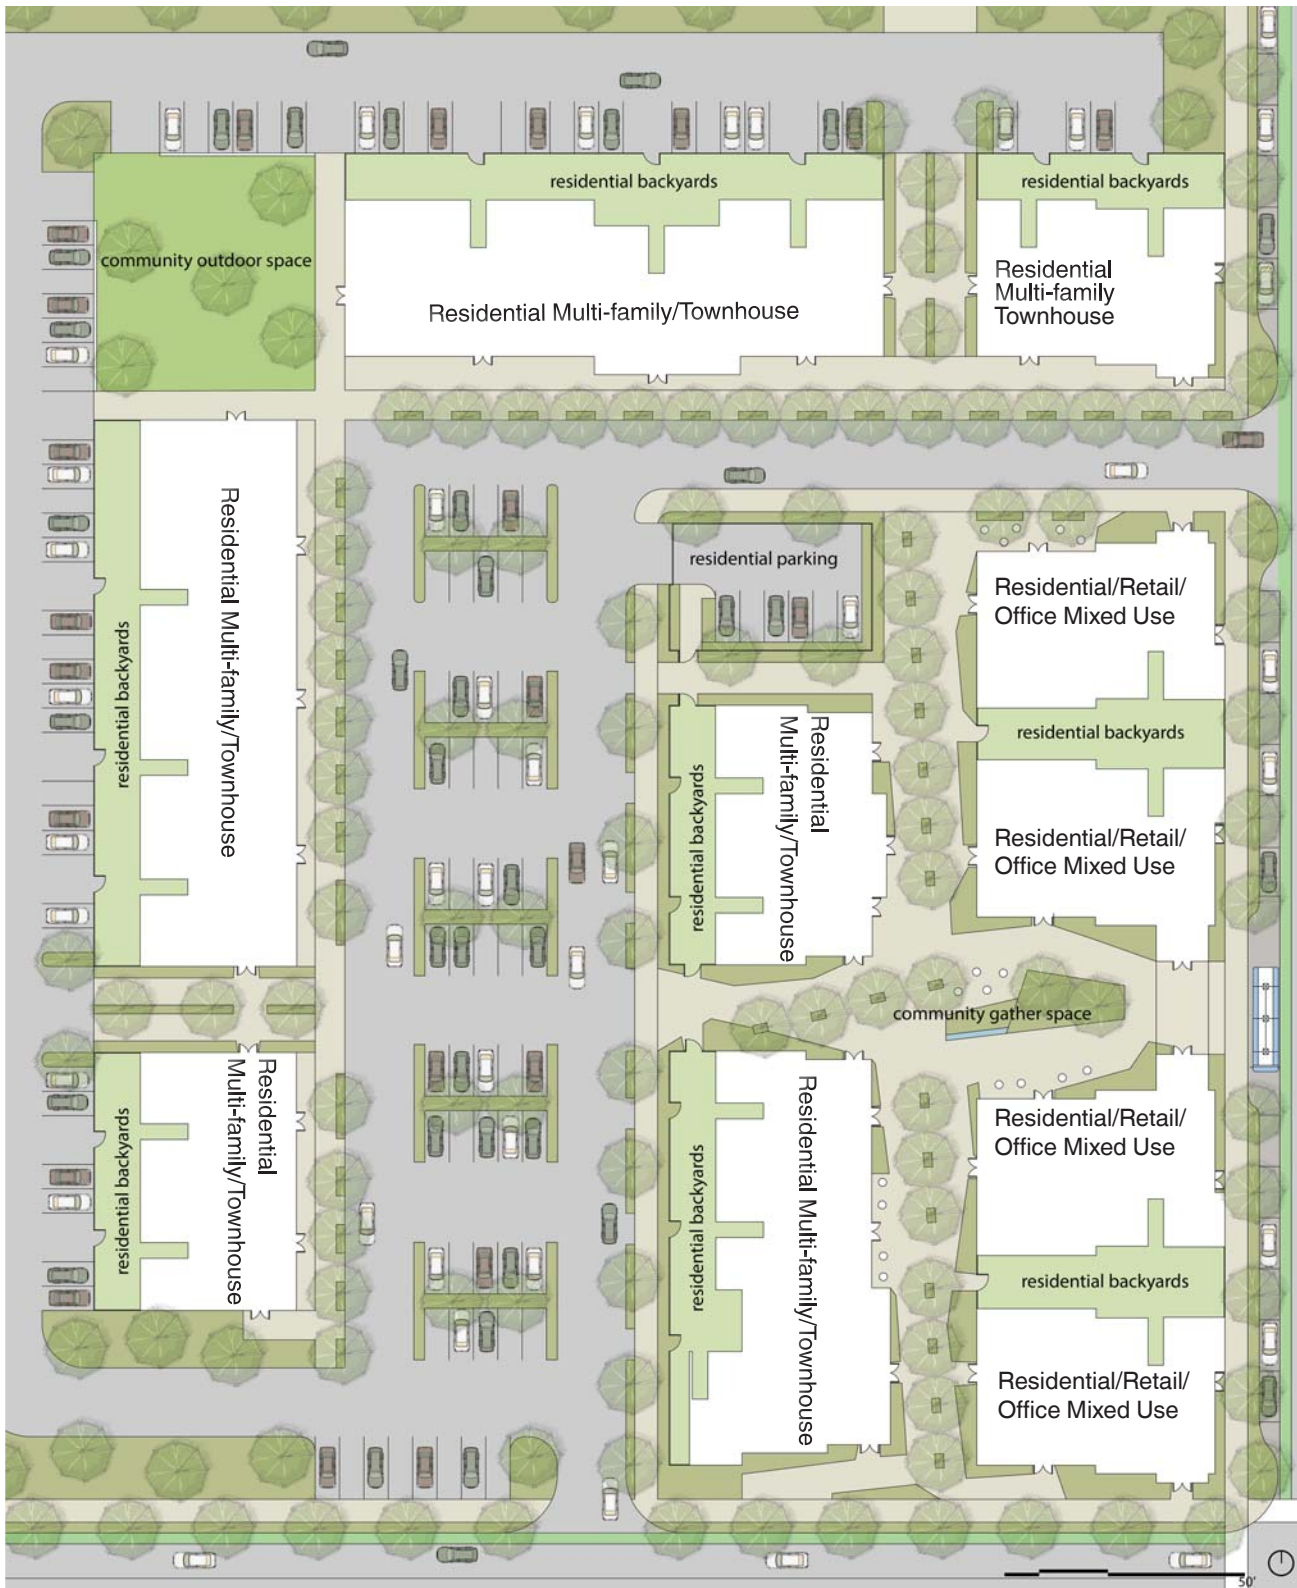 residential backyards
residential backyards
community outdoor space
Residential Multi-family/Townhouse
Residential
Multi-family
Townhouse
residential parking
Residential/Retail/
Office Mixed Use
residential backyards
Residential Multi-family/Townhouse
residential backyards
residential backyards
Residential
Multi-family/Townhouse
Residential/Retail/
Office Mixed Use
community gather space
residential backyards
Residential
Multi-family/Townhouse
residential backyards
Residential Multi-family/Townhouse
Residential/Retail/
Office Mixed Use
residential backyards
Residential/Retail/
Office Mixed Use
50'